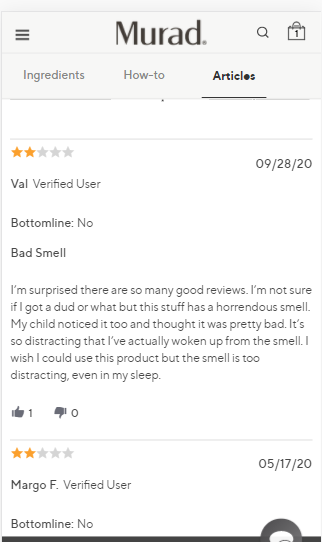 Murad.
1
Ingredients How-to Articles
09/28/20
Val Verified User
Bottomline: No
Bad Smell
I'm surprised there are so many good reviews. I'm not sure
if I got a dud or what but this stuff has a horrendous smell.
My child noticed it too and thought it was pretty bad. It's
so distracting that I've actually woken up from the smell. I
wish I could use this product but the smell is too
distracting, even in my sleep.
1 0
05/17/20
Margo F. Verified User
Bottomline: No